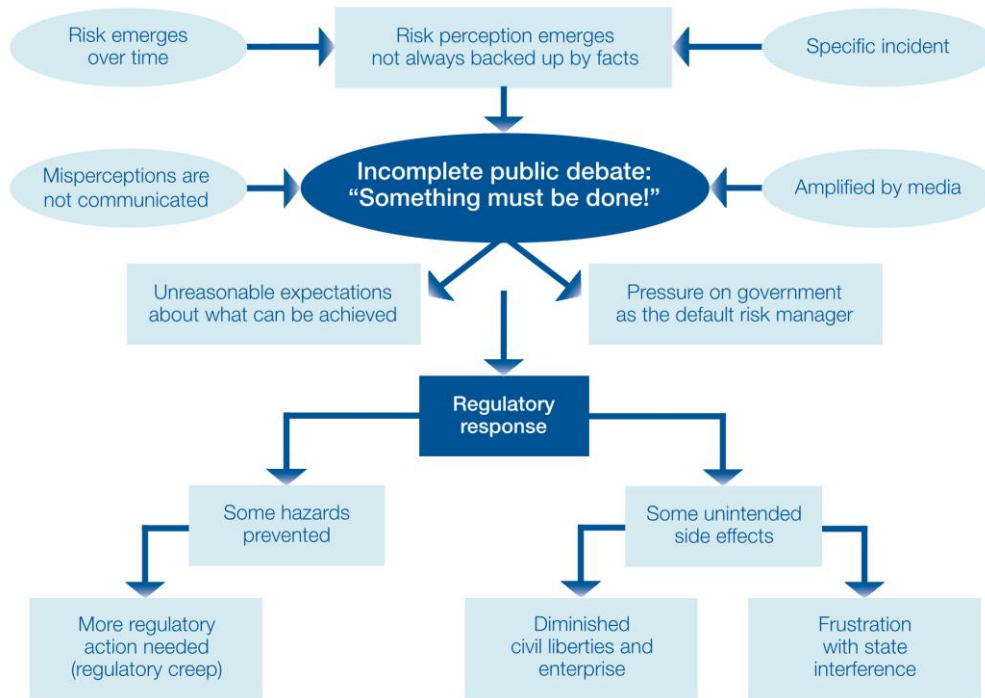 Risk emerges
over time
Risk perception emerges
not always backed up by facts
Specific incident
Misperceptions are
not communicated
Incomplete public debate:
“Something must be done!”
Amplified by media
Unreasonable expectations
about what can be achieved
Pressure on government
as the default risk manager
Regulatory
response
Some hazards
prevented
Some unintended
side effects
More regulatory
action needed
(regulatory creep)
Diminished
civil liberties and
enterprise
Frustration
with state
interference